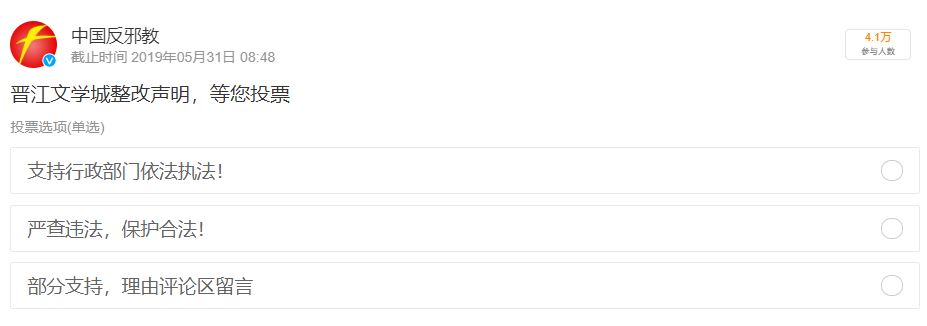 中国反邪教
截止时间 2019年05月31日 08:48
4.1万
参与人数
晋江文学城整改声明，等您投票
投票选项(单选)
支持行政部门依法执法！
严查违法，保护合法！
部分支持，理由评论区留言